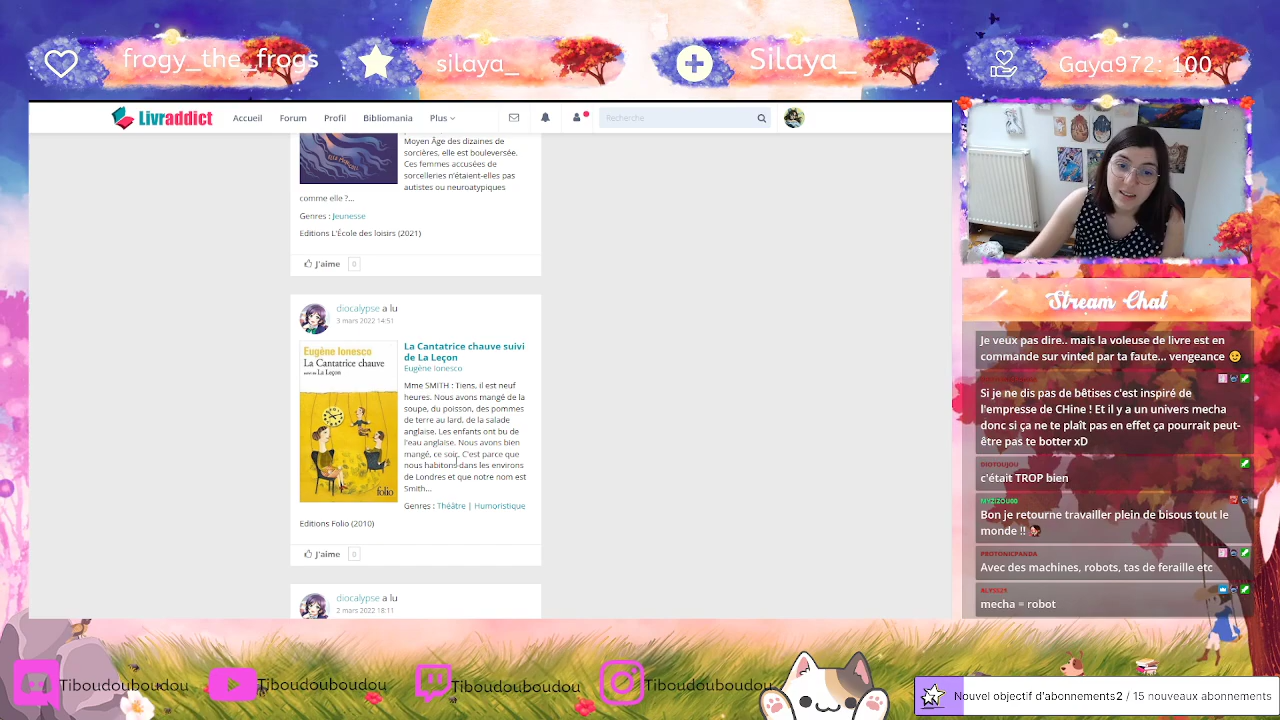 frogy_the_frogs
silaya_
Silaya_
Gaya972: 100
Livraddict
Accueil
Forum
Profil
Bibliomania
Plus
Recherche
Moyen Âge des dizaines de
sorcières, elle est bouleversée.
Ces femmes accusées de
sorcelleries n'étaient-elles pas
autistes ou neuroatypiques
comme elle ?...
Genres : Jeunesse
Editions L'École des loisirs (2021)
J'aime 0
diocalypse a lu
3 mars 2022 14:51
Eugène Ionesco
La Cantatrice chauve
suivi de La Leçon
folio
La Cantatrice chauve suivi
de La Leçon
Eugène Ionesco
Mme SMITH : Tiens, il est neuf
heures. Nous avons mangé de la
soupe, du poisson, des pommes
de terre au lard, de la salade
anglaise. Les enfants ont bu de
l'eau anglaise. Nous avons bien
mangé, ce soir. C'est parce que
nous habitons dans les environs
de Londres et que notre nom est
Smith...
Genres : Théâtre | Humoristique
Editions Folio (2010)
J'aime 0
diocalypse a lu
2 mars 2022 18:11
Stream Chat
Je veux pas dire.. mais la voleuse de livre est en
commande sur vinted par ta faute... vengeance
Si je ne dis pas de bêtises c'est inspiré de
l'empresse de CHine ! Et il y a un univers mecha
donc si ça ne te plaît pas en effet ça pourrait peut-
être pas te botter xD
DIOTOUJOU
c'était TROP bien
MYZIZOU00
Bon je retourne travailler plein de bisous tout le
monde !!
PROTONICPANDA
Avec des machines, robots, tas de feraille etc
mecha = robot
Tiboudouboudou
Tiboudouboudou
Tiboudouboudou
Tiboudouboudou
Nouvel objectif d'abonnements 2 / 15 nouveaux abonnements